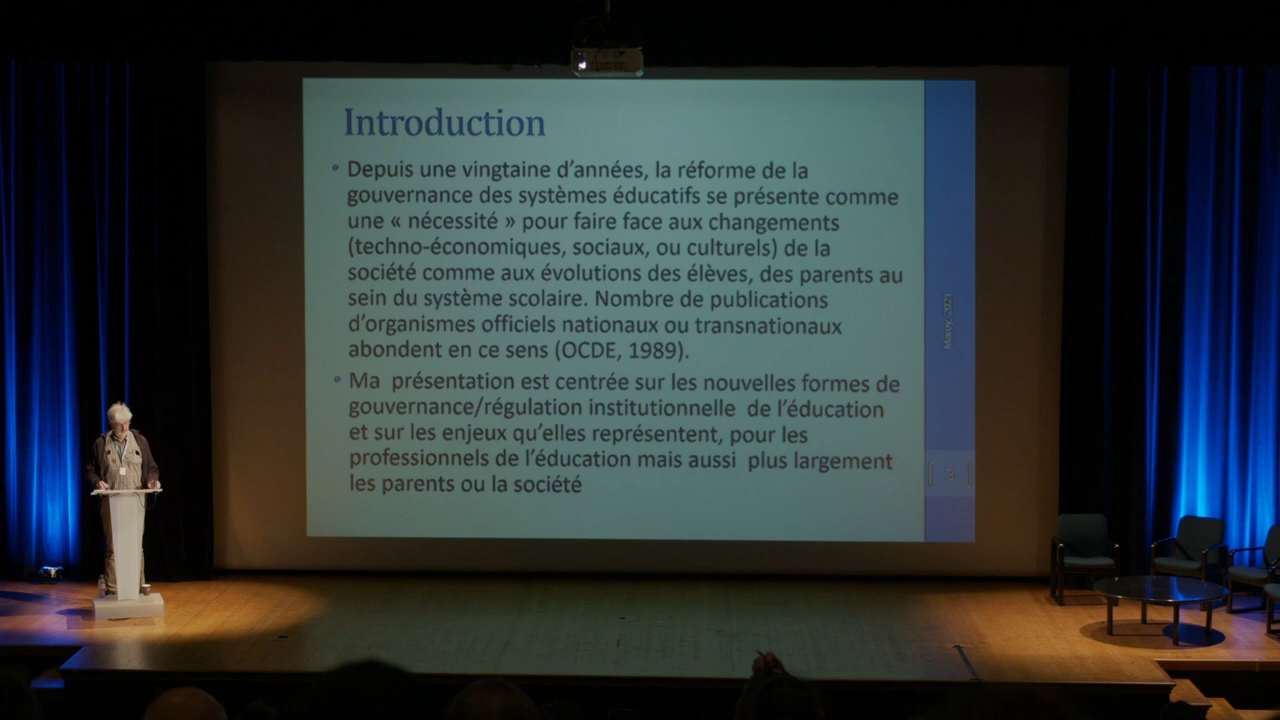 Introduction
• Depuis une vingtaine d'années, la réforme de la
gouvernance des systèmes éducatifs se présente comme
une « nécessité » pour faire face aux changements
(techno-économiques, sociaux, ou culturels) de la
société comme aux évolutions des élèves, des parents au
sein du système scolaire. Nombre de publications
d'organismes officiels nationaux ou transnationaux
abondent en ce sens (OCDE, 1989).
• Ma présentation est centrée sur les nouvelles formes de
gouvernance/régulation institutionnelle de l'éducation
et sur les enjeux qu'elles représentent, pour les
professionnels de l'éducation mais aussi plus largement
les parents ou la société
Maroy, 2021